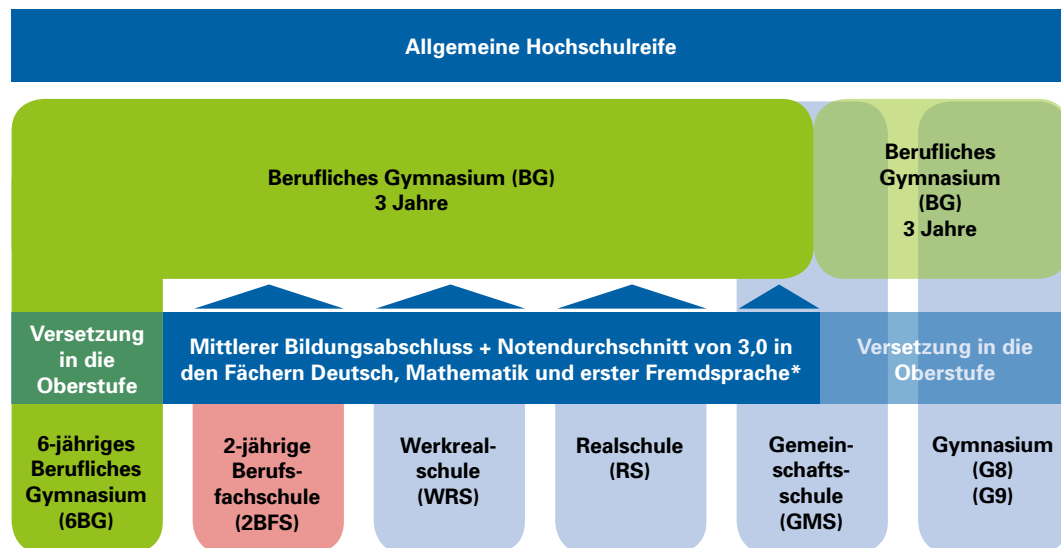 Allgemeine Hochschulreife
Berufliches Gymnasium (BG)
3 Jahre
Berufliches
Gymnasium
(BG)
3 Jahre
Versetzung
in die
Oberstufe
Mittlerer Bildungsabschluss + Notendurchschnitt von 3,0 in
den Fächern Deutsch, Mathematik und erster Fremdsprache*
Versetzung in die
Oberstufe
6-jähriges
Berufliches
Gymnasium
(6BG)
2-jährige
Berufs-
fachschule
(2BFS)
Werkreal-
schule
(WRS)
Realschule
(RS)
Gemein-
schafts-
schule
(GMS)
Gymnasium
(G8)
(G9)